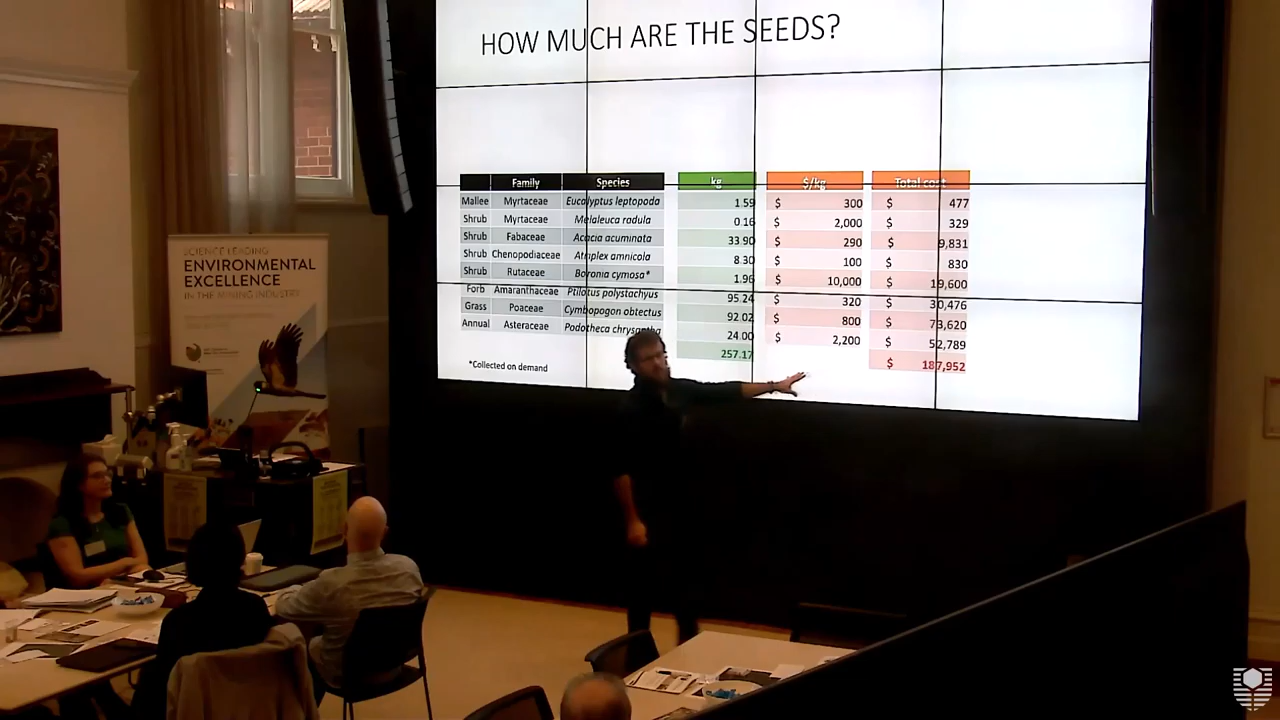 HOW MUCH ARE THE SEEDS?
Family Species kg $/kg Total cost
Mallee Myrtaceae Eucalyptus leptopoda 1.59 $ 300 $ 477
Shrub Myrtaceae Melaleuca radula 0.16 $ 2,000 $ 329
Shrub Fabaceae Acacia acuminata 33.90 $ 290 $ 9,831
Shrub Chenopodiaceae Atriplex amnicola 8.30 $ 100 $ 830
Shrub Rutaceae Boronia cymosa* 1.96 $ 10,000 $ 19,600
Forb Amaranthaceae Ptilotus polystachyus 95.24 $ 320 $ 30,476
Grass Poaceae Cymbopogon obtectus 92.02 $ 800 $ 73,620
Annual Asteraceae Podotheca chrysantha 24.00 $ 2,200 $ 52,789
257.17 $ 187,952
*Collected on demand
SCIENCE LEADING
ENVIRONMENTAL
EXCELLENCE
IN THE MINING INDUSTRY